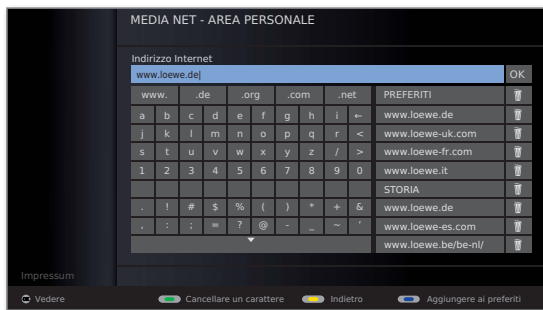 MEDIA NET - AREA PERSONALE
Indirizzo Internet
www.loewe.de| OK
www. .de .org .com .net PREFERITI
a b c d e f g h i ← www.loewe.de
j k l m n o p q r < www.loewe-uk.com
s t u v w x y z / > www.loewe-fr.com
1 2 3 4 5 6 7 8 9 0 www.loewe.it
STORIA
. ! # $ % ( ) * + & www.loewe.de
, : ; = ? @ - _ ~ ' www.loewe-es.com
www.loewe.be/be-nl/
Impressum
OK Vedere Cancellare un carattere Indietro Aggiungere ai preferiti